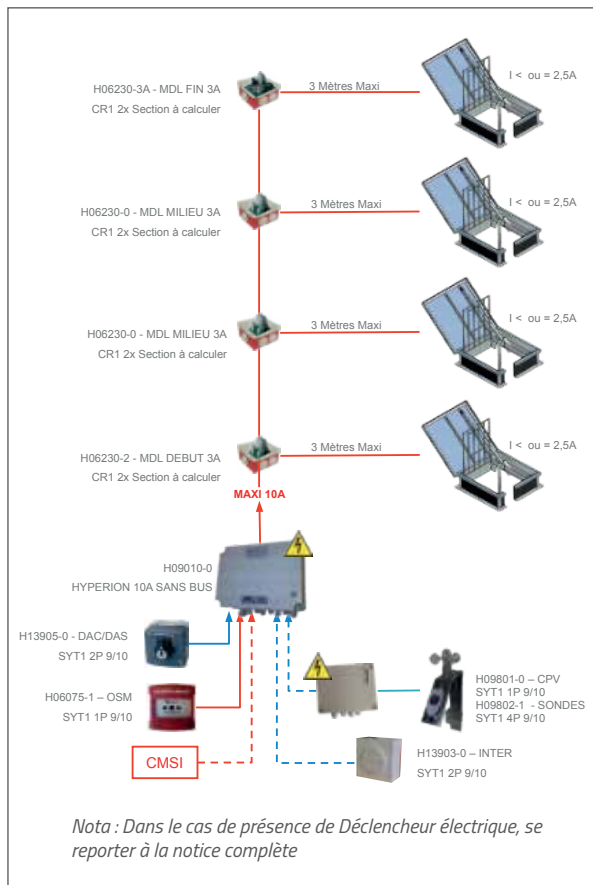 H06230-3A - MDL FIN 3A
CR1 2x Section à calculer
3 Mètres Maxi
I < ou = 2,5A
H06230-0 - MDL MILIEU 3A
CR1 2x Section à calculer
3 Mètres Maxi
I < ou = 2,5A
H06230-0 - MDL MILIEU 3A
CR1 2x Section à calculer
3 Mètres Maxi
I < ou = 2,5A
H06230-2 - MDL DEBUT 3A
CR1 2x Section à calculer
3 Mètres Maxi
I < ou = 2,5A
MAXI 10A
H09010-0
HYPERION 10A SANS BUS
H13905-0 - DAC/DAS
SYT1 2P 9/10
H06075-1 – OSM
SYT1 1P 9/10
CMSI
H09801-0 – CPV
SYT1 1P 9/10
H09802-1 - SONDES
SYT1 4P 9/10
H13903-0 – INTER
SYT1 2P 9/10
Nota : Dans le cas de présence de Déclencheur électrique, se
reporter à la notice complète